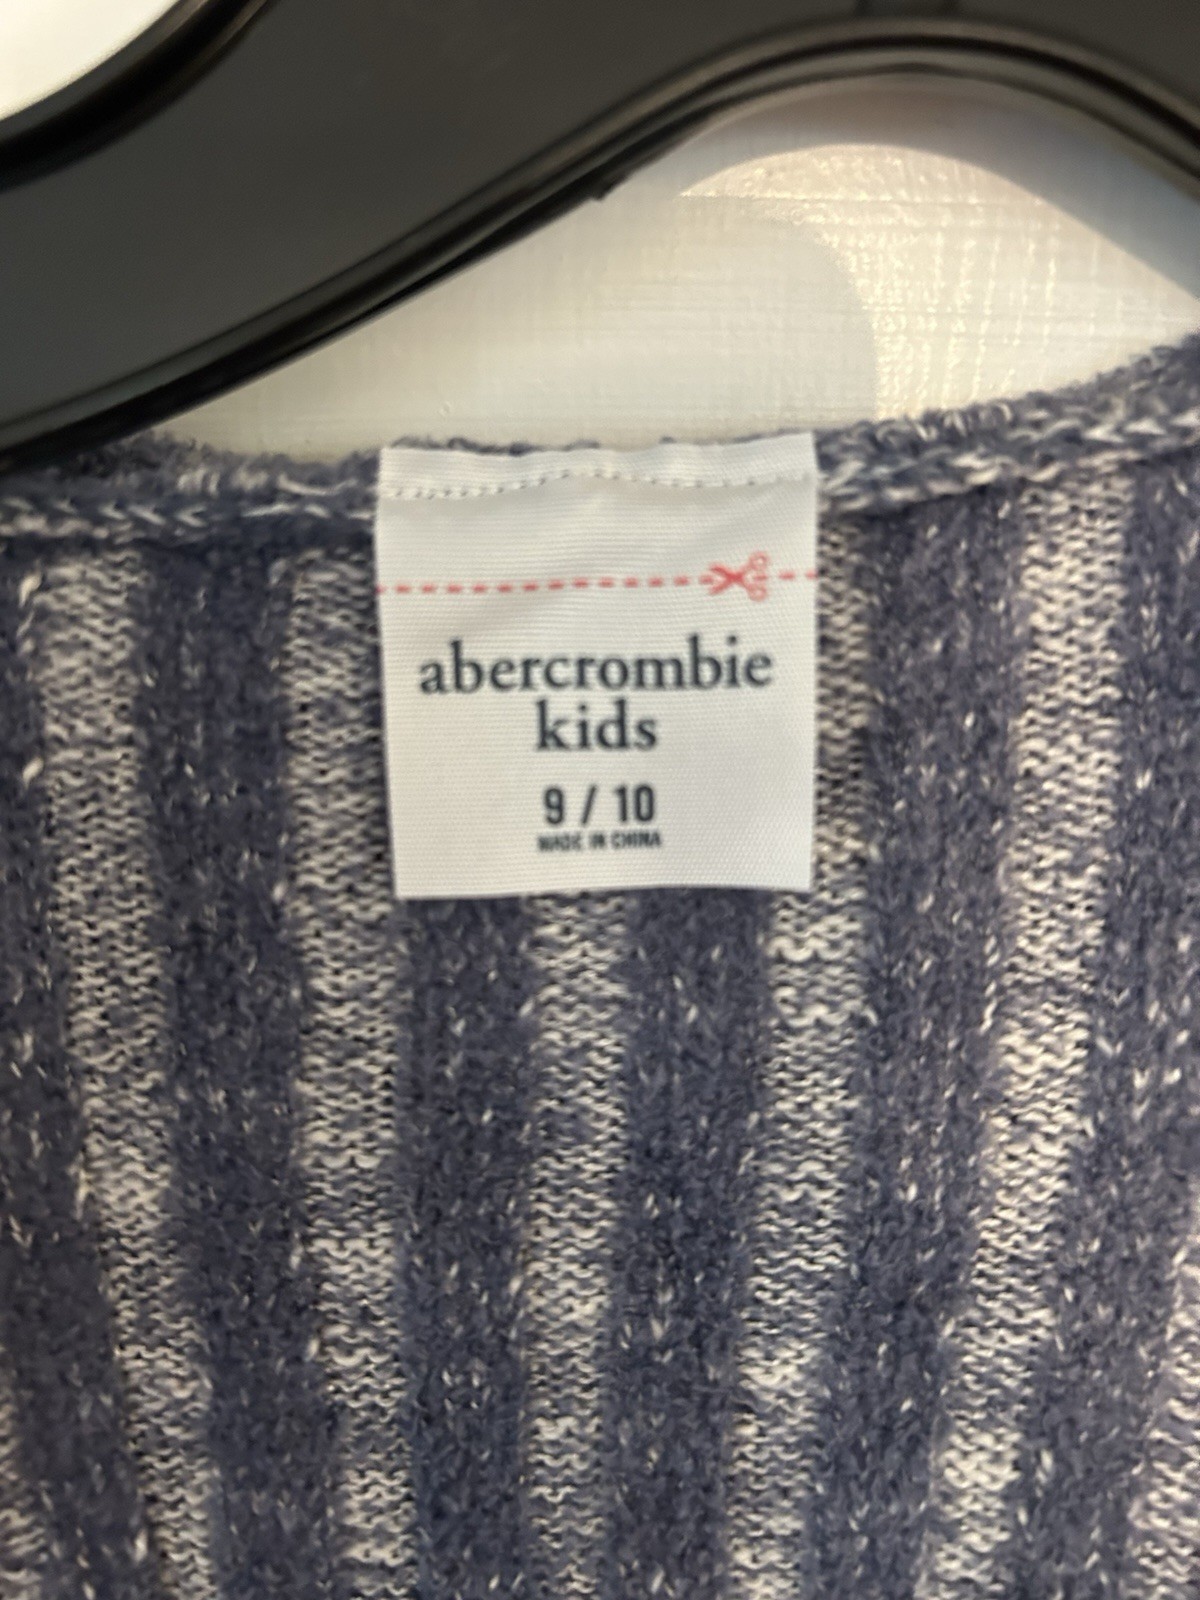 abercrombie
kids
9 / 10
MADE IN CHINA